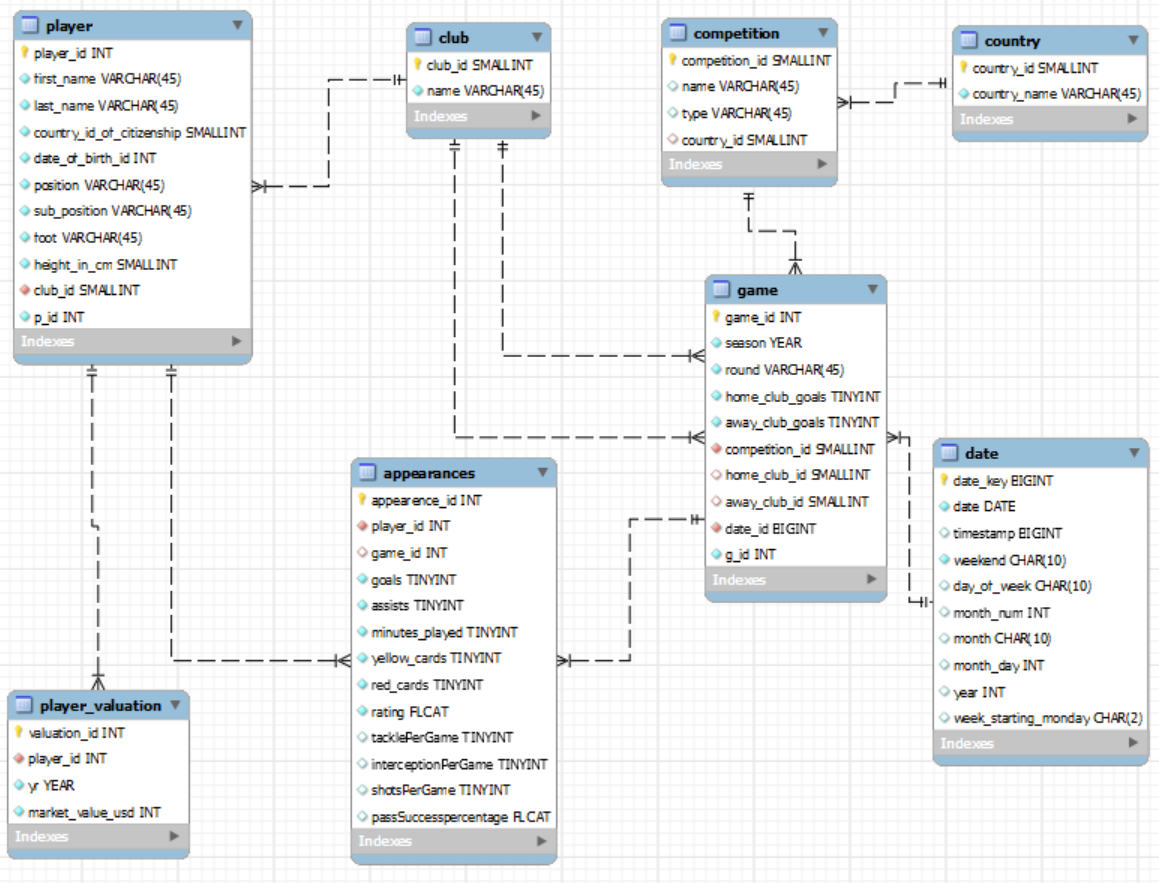 player
player_id INT
first_name VARCHAR(45)
last_name VARCHAR(45)
country_id_of_citizenship SMALLINT
date_of_birth_id INT
position VARCHAR(45)
sub_position VARCHAR(45)
foot VARCHAR(45)
height_in_cm SMALLINT
club_id SMALLINT
p_id INT
Indexes
club
club_id SMALLINT
name VARCHAR(45)
Indexes
competition
competition_id SMALLINT
name VARCHAR(45)
type VARCHAR(45)
country_id SMALLINT
Indexes
country
country_id SMALLINT
country_name VARCHAR(45)
Indexes
game
game_id INT
season YEAR
round VARCHAR(45)
home_club_goals TINYINT
away_club_goals TINYINT
competition_id SMALLINT
home_club_id SMALLINT
away_club_id SMALLINT
date_id BIGINT
g_id INT
Indexes
date
date_key BIGINT
date DATE
timestamp BIGINT
weekend CHAR(10)
day_of_week CHAR(10)
month_num INT
month CHAR(10)
month_day INT
year INT
week_starting_monday CHAR(2)
Indexes
appearances
appearence_id INT
player_id INT
game_id INT
goals TINYINT
assists TINYINT
minutes_played TINYINT
yellow_cards TINYINT
red_cards TINYINT
rating FLOAT
tacklePerGame TINYINT
interceptionPerGame TINYINT
shotsPerGame TINYINT
passSuccesspercentage FLOAT
Indexes
player_valuation
valuation_id INT
player_id INT
yr YEAR
market_value_usd INT
Indexes